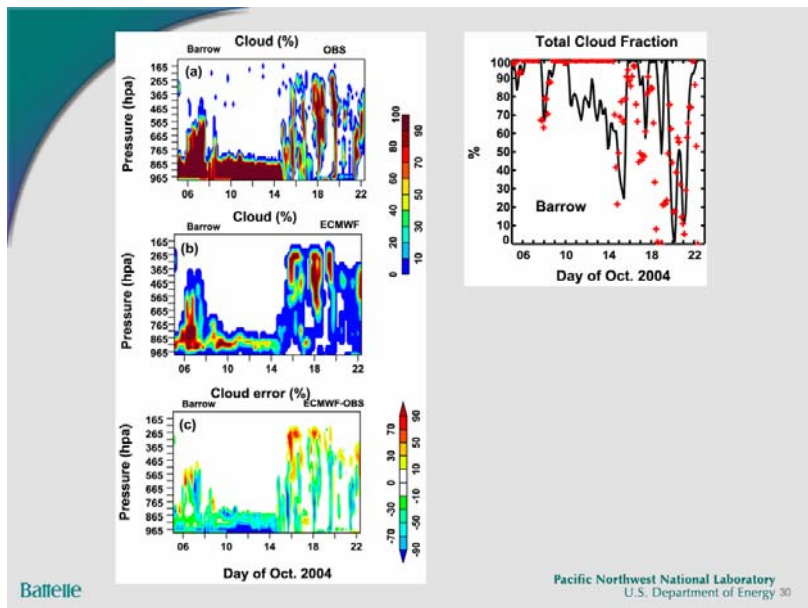 Cloud (%)
Barrow OBS
(a)
Pressure (hpa)
165
265
365
465
565
665
765
865
965
06 10 14 18 22
100
90
80
70
60
50
40
30
20
10
0
Cloud (%)
Barrow ECMWF
(b)
Pressure (hpa)
165
265
365
465
565
665
765
865
965
06 10 14 18 22
Cloud error (%)
Barrow ECMWF-OBS
(c)
Pressure (hpa)
165
265
365
465
565
665
765
865
965
06 10 14 18 22
90
70
50
30
10
0
-10
-30
-50
-70
-90
Day of Oct. 2004
Total Cloud Fraction
%
100
90
80
70
60
50
40
30
20
10
0
Barrow
06 10 14 18 22
Day of Oct. 2004
Battelle
Pacific Northwest National Laboratory
U.S. Department of Energy 30